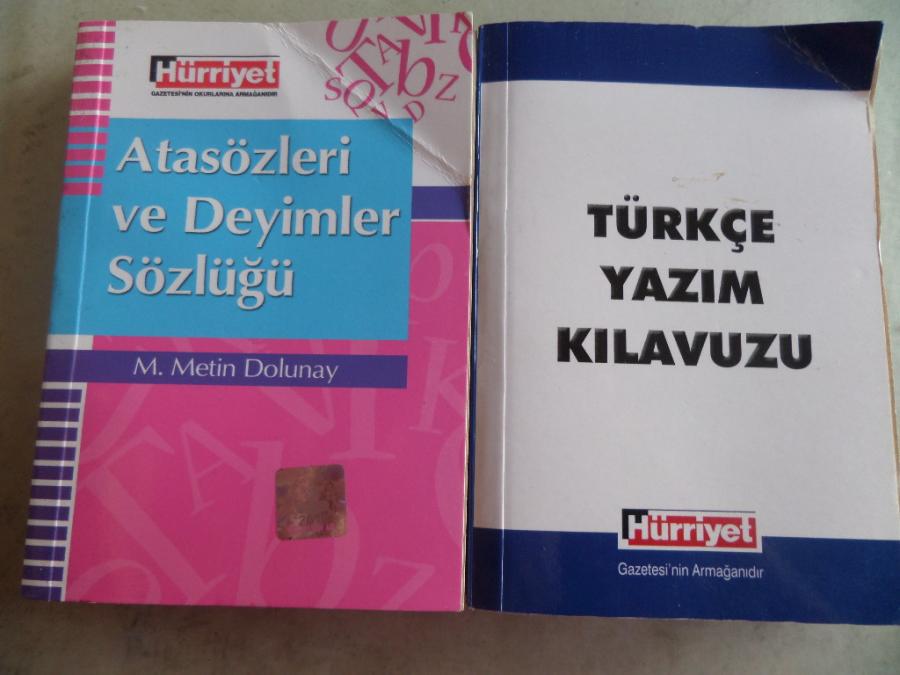 Hürriyet
GAZETESİ'NİN OKURLARINA ARMAĞANIDIR
Atasözleri
ve Deyimler
Sözlüğü
M. Metin Dolunay
TÜRKÇE
YAZIM
KILAVUZU
Hürriyet
Gazetesi'nin Armağanıdır